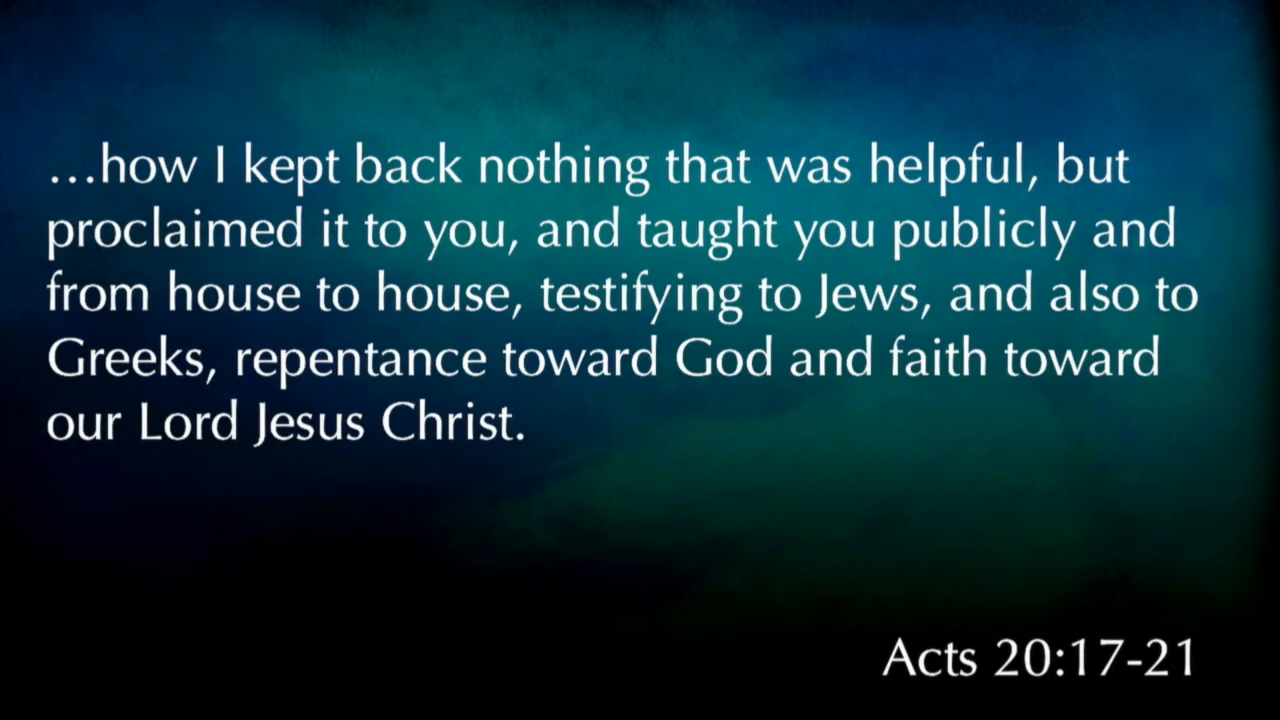 …how I kept back nothing that was helpful, but
proclaimed it to you, and taught you publicly and
from house to house, testifying to Jews, and also to
Greeks, repentance toward God and faith toward
our Lord Jesus Christ.
Acts 20:17-21